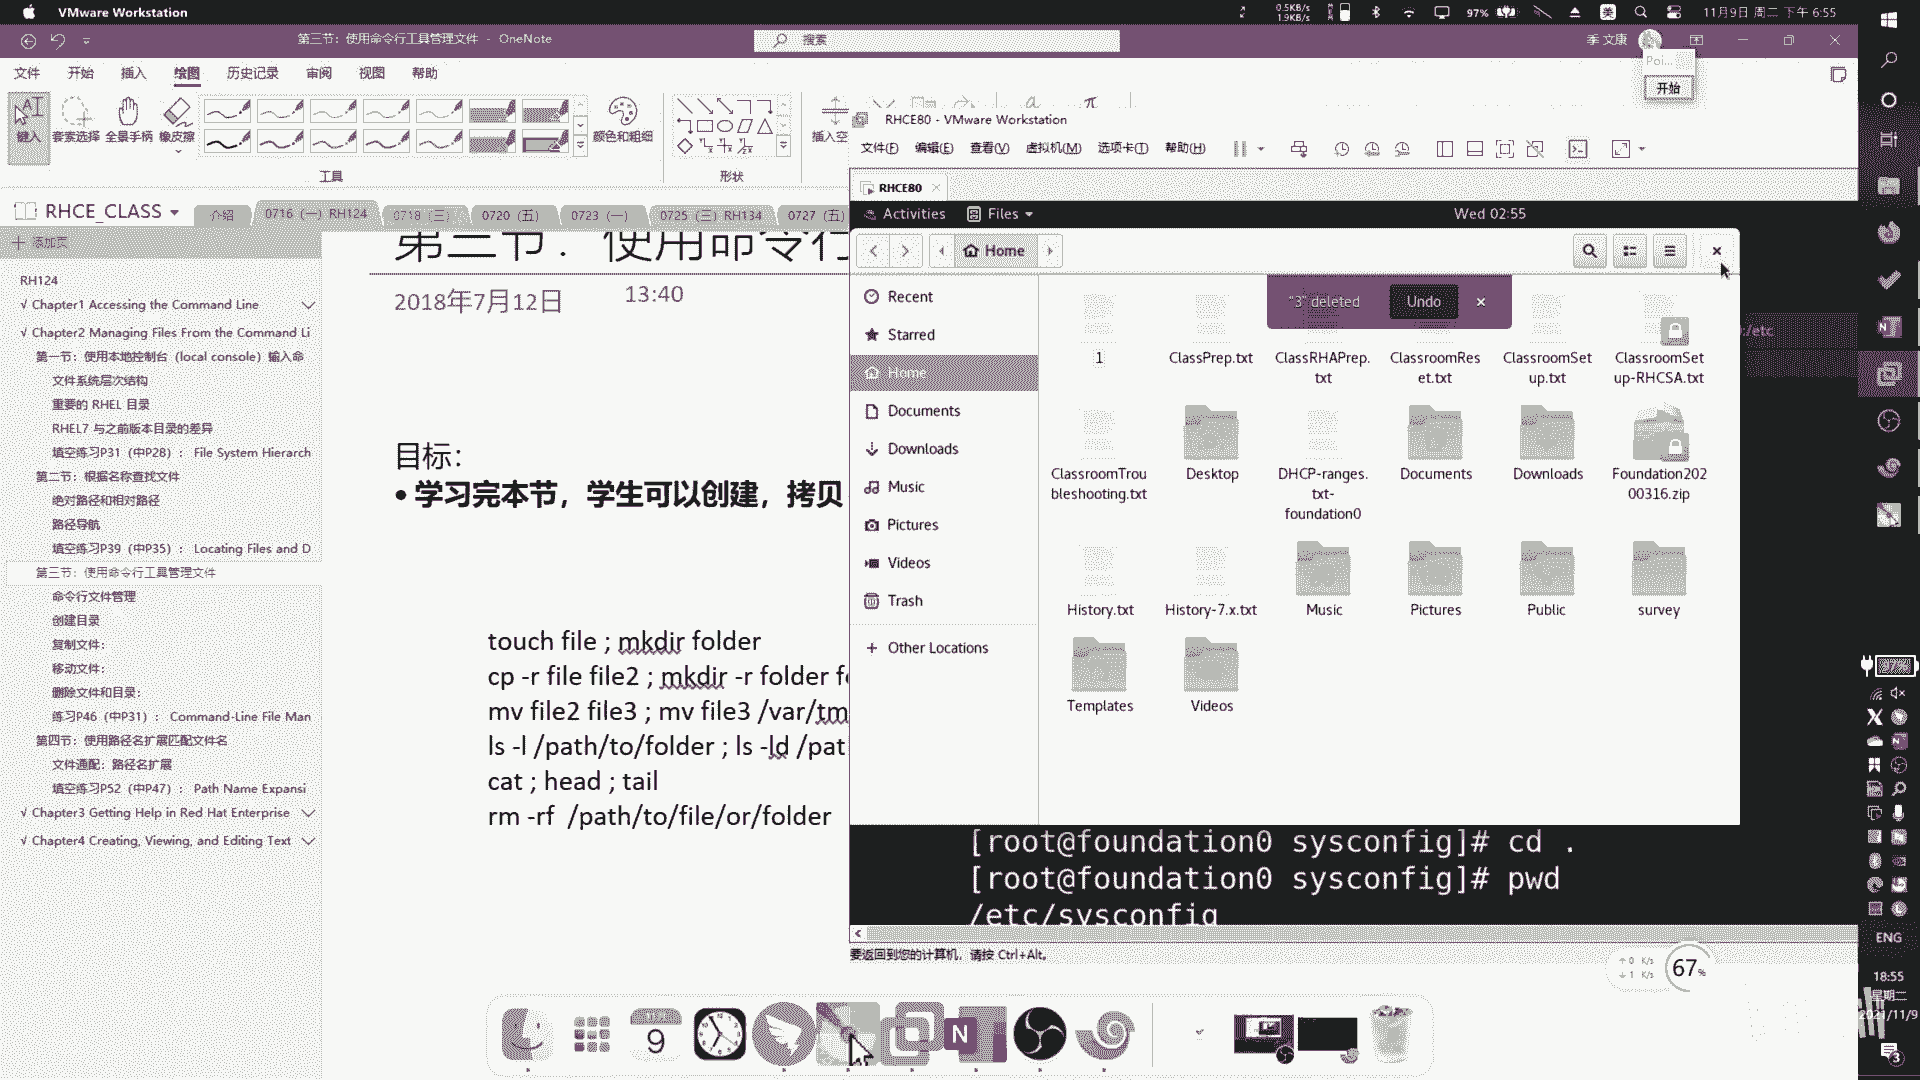 VMware Workstation
0.5KB/s
1.9KB/s
97%
美
11月9日 周二 下午 6:55
第三节：使用命令行工具管理文件 - OneNote
搜索
季 文康
Poi...
开始
文件 开始 插入 绘图 历史记录 审阅 视图 帮助
键入
套索选择
全景手柄
橡皮擦
颜色和粗细
插入空
工具
形状
RHCE80 - VMware Workstation
文件(F) 编辑(E) 查看(V) 虚拟机(M) 选项卡(T) 帮助(H)
RHCE80
Activities
Files
Wed 02:55
RHCE_CLASS
介绍
0716（一）RH124
0718（三）
0720（五）
0723（一）
0725（三）RH134
0727（五）
添加页
RH124
√ Chapter1 Accessing the Command Line
√ Chapter2 Managing Files From the Command Li
第一节：使用本地控制台（local console）输入命
文件系统层次结构
重要的 RHEL 目录
RHEL7 与之前版本目录的差异
填空练习P31（中P28）： File System Hierarch
第二节：根据名称查找文件
绝对路径和相对路径
路径导航
填空练习P39（中P35）： Locating Files and D
第三节：使用命令行工具管理文件
命令行文件管理
创建目录
复制文件：
移动文件：
删除文件和目录：
练习P46（中P31）： Command-Line File Man
第四节：使用路径名扩展匹配文件名
文件通配：路径名扩展
填空练习P52（中P47）： Path Name Expansi
√ Chapter3 Getting Help in Red Hat Enterprise
√ Chapter4 Creating, Viewing, and Editing Text
第三节：使用命令行
2018年7月12日
13:40
目标：
• 学习完本节，学生可以创建，拷贝
touch file ; mkdir folder
cp -r file file2 ; mkdir -r folder fo
mv file2 file3 ; mv file3 /var/tm
ls -l /path/to/folder ; ls -ld /pat
cat ; head ; tail
rm -rf /path/to/file/or/folder
Home
Recent
Starred
Home
Documents
Downloads
Music
Pictures
Videos
Trash
+ Other Locations
"3" deleted
Undo
1
ClassPrep.txt
ClassRHAPrep.txt
ClassroomReset.txt
ClassroomSetup.txt
ClassroomSetup-RHCSA.txt
ClassroomTroubleshooting.txt
Desktop
DHCP-ranges.txt-foundation0
Documents
Downloads
Foundation20200316.zip
History.txt
History-7.x.txt
Music
Pictures
Public
survey
Templates
Videos
:/etc
[root@foundation0 sysconfig]# cd .
[root@foundation0 sysconfig]# pwd
/etc/sysconfig
要返回到您的计算机，请按 Ctrl+Alt。
↑ 0 K/s
↓ 1 K/s
67%
9
N
97%
ENG
18:55
星期二
2021/11/9
3